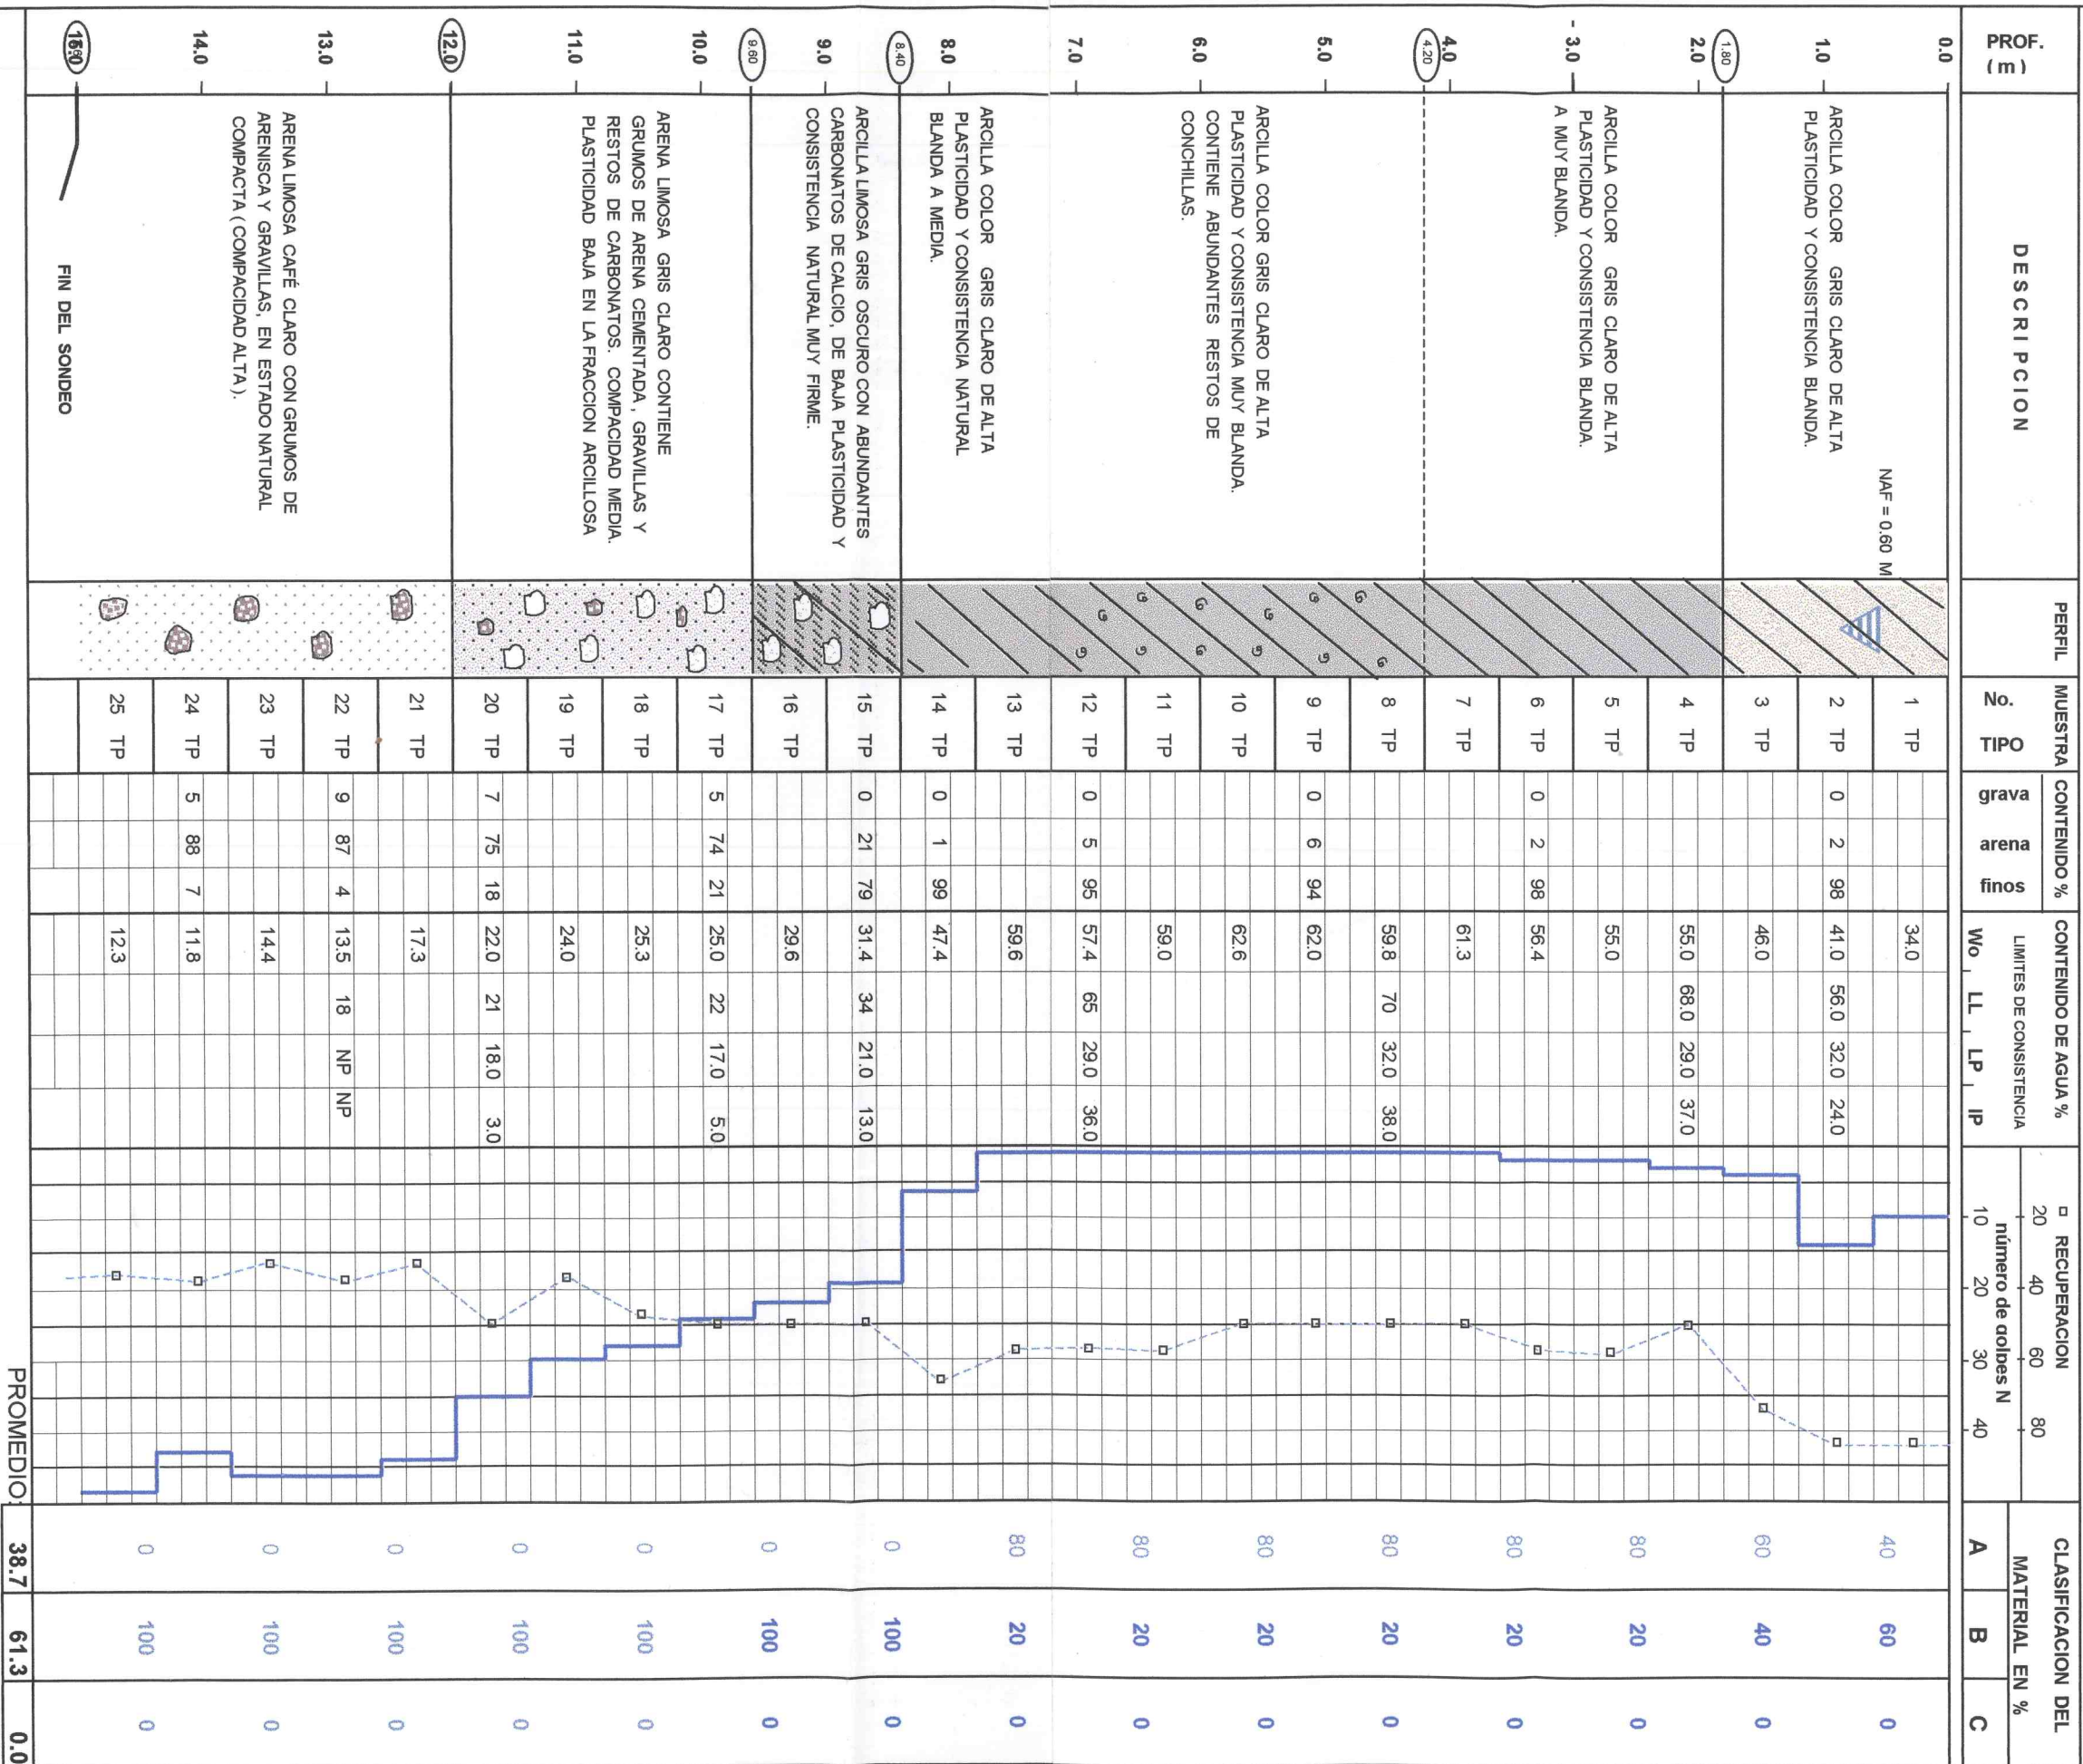 PROF.
( m )
DESCRIPCION
PERFIL
MUESTRA
No.
TIPO
CONTENIDO %
grava
arena
finos
CONTENIDO DE AGUA %
LIMITES DE CONSISTENCIA
Wo LL LP IP
□ RECUPERACION
20 40 60 80
número de golpes N
10 20 30 40
CLASIFICACION DEL
MATERIAL EN %
A B C
0.0
1.0
1.80
2.0
- 3.0
4.0
4.20
5.0
6.0
7.0
8.0
8.40
9.0
9.60
10.0
11.0
12.0
13.0
14.0
15.0
NAF = 0.60 M
ARCILLA COLOR GRIS CLARO DE ALTA
PLASTICIDAD Y CONSISTENCIA BLANDA.
ARCILLA COLOR GRIS CLARO DE ALTA
PLASTICIDAD Y CONSISTENCIA BLANDA.
A MUY BLANDA.
ARCILLA COLOR GRIS CLARO DE ALTA
PLASTICIDAD Y CONSISTENCIA MUY BLANDA.
CONTIENE ABUNDANTES RESTOS DE
CONCHILLAS.
ARCILLA COLOR GRIS CLARO DE ALTA
PLASTICIDAD Y CONSISTENCIA NATURAL
BLANDA A MEDIA.
ARCILLA LIMOSA GRIS OSCURO CON ABUNDANTES
CARBONATOS DE CALCIO, DE BAJA PLASTICIDAD Y
CONSISTENCIA NATURAL MUY FIRME.
ARENA LIMOSA GRIS CLARO CONTIENE
GRUMOS DE ARENA CEMENTADA , GRAVILLAS Y
RESTOS DE CARBONATOS. COMPACIDAD MEDIA.
PLASTICIDAD BAJA EN LA FRACCION ARCILLOSA
ARENA LIMOSA CAFÉ CLARO CON GRUMOS DE
ARENISCA Y GRAVILLAS, EN ESTADO NATURAL
COMPACTA ( COMPACIDAD ALTA ).
FIN DEL SONDEO
1 TP 34.0
2 TP 0 2 98 41.0 56.0 32.0 24.0
3 TP 46.0
4 TP 55.0 68.0 29.0 37.0
5 TP 55.0
6 TP 0 2 98 56.4
7 TP 61.3
8 TP 59.8 70 32.0 38.0
9 TP 0 6 94 62.0
10 TP 62.6
11 TP 59.0
12 TP 0 5 95 57.4 65 29.0 36.0
13 TP 59.6
14 TP 0 1 99 47.4
15 TP 0 21 79 31.4 34 21.0 13.0
16 TP 29.6
17 TP 5 74 21 25.0 22 17.0 5.0
18 TP 25.3
19 TP 24.0
20 TP 7 75 18 22.0 21 18.0 3.0
21 TP 17.3
22 TP 9 87 4 13.5 18 NP NP
23 TP 14.4
24 TP 5 88 7 11.8
25 TP 12.3
40 60 0
60 40 0
80 20 0
80 20 0
80 20 0
80 20 0
80 20 0
80 20 0
0 100 0
0 100 0
0 100 0
0 100 0
0 100 0
0 100 0
0 100 0
PROMEDIO: 38.7 61.3 0.0